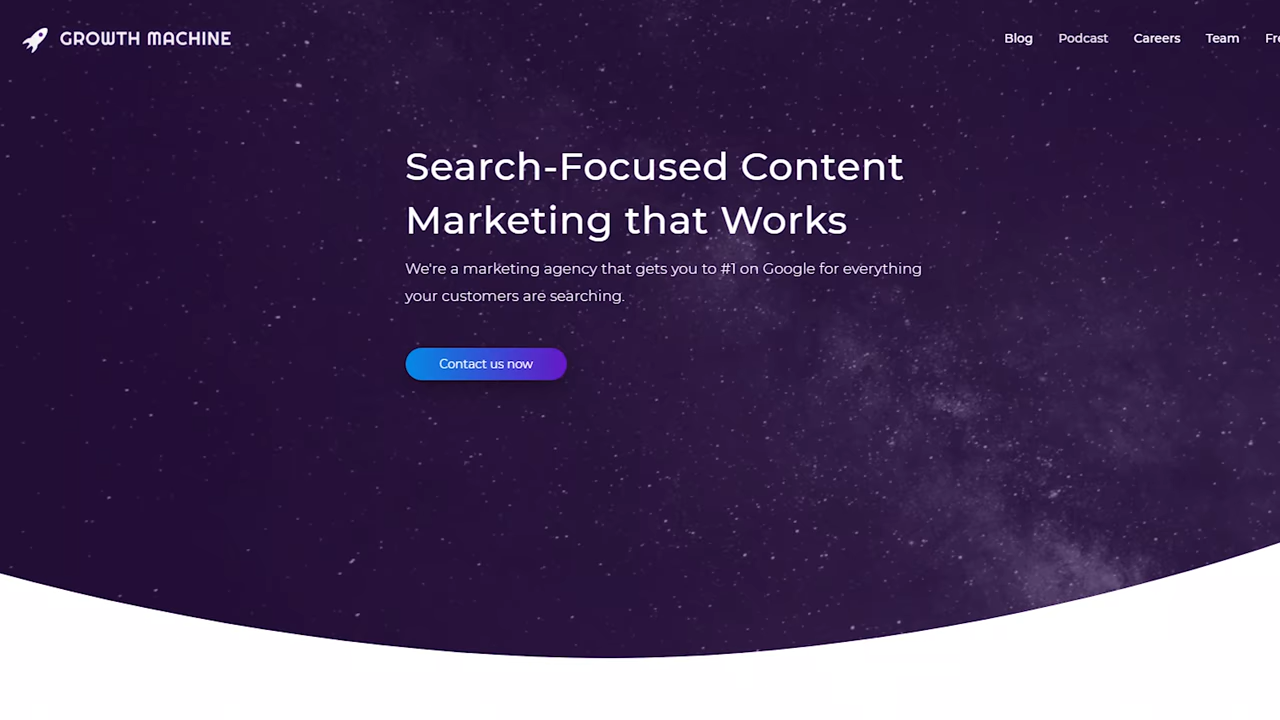 GROWTH MACHINE
Blog Podcast Careers Team
Search-Focused Content
Marketing that Works
We're a marketing agency that gets you to #1 on Google for everything
your customers are searching.
Contact us now